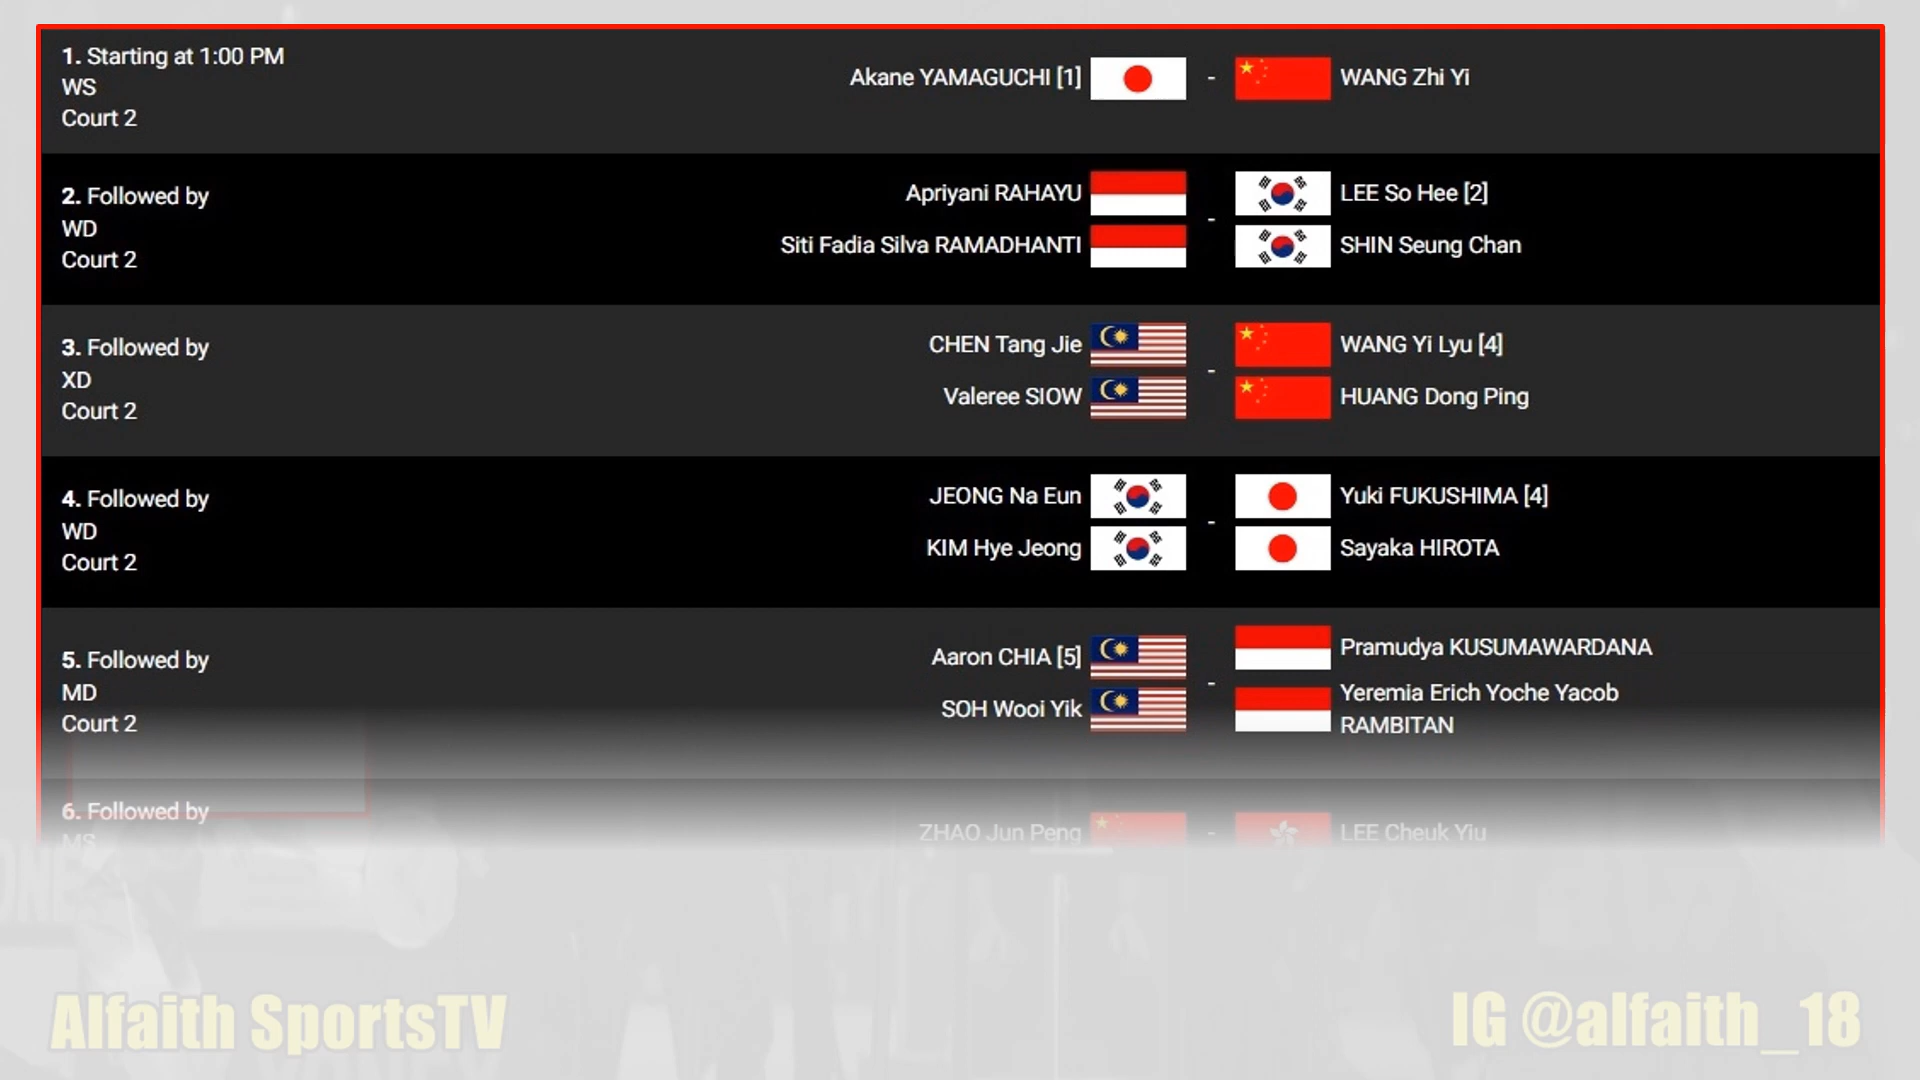 1. Starting at 1:00 PM
WS
Court 2
Akane YAMAGUCHI [1]
-
WANG Zhi Yi
2. Followed by
WD
Court 2
Apriyani RAHAYU
Siti Fadia Silva RAMADHANTI
-
LEE So Hee [2]
SHIN Seung Chan
3. Followed by
XD
Court 2
CHEN Tang Jie
Valeree SIOW
-
WANG Yi Lyu [4]
HUANG Dong Ping
4. Followed by
WD
Court 2
JEONG Na Eun
KIM Hye Jeong
-
Yuki FUKUSHIMA [4]
Sayaka HIROTA
5. Followed by
MD
Court 2
Aaron CHIA [5]
SOH Wooi Yik
-
Pramudya KUSUMAWARDANA
Yeremia Erich Yoche Yacob
RAMBITAN
6. Followed by
MS
ZHAO Jun Peng
-
LEE Cheuk Yiu
Alfaith SportsTV
IG @alfaith_18